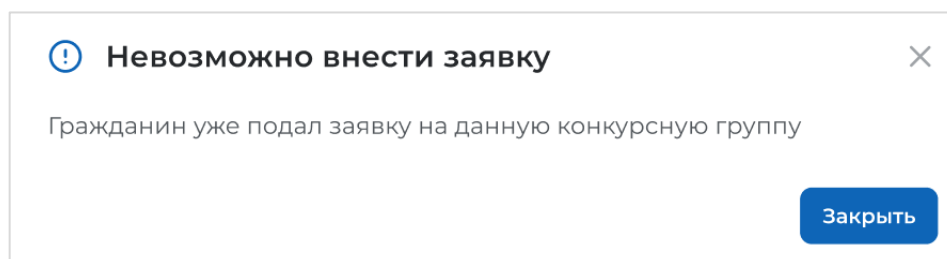 Невозможно внести заявку
Гражданин уже подал заявку на данную конкурсную группу
Закрыть